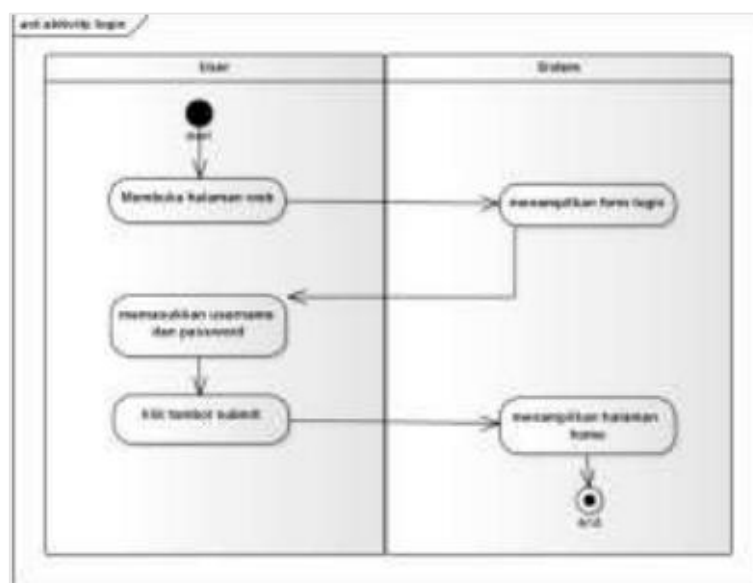 act aktivity login
User
Sistem
start
Membuka halaman web
menampilkan form login
memasukkan username
dan password
klik tombol submit
menampilkan halaman
home
end